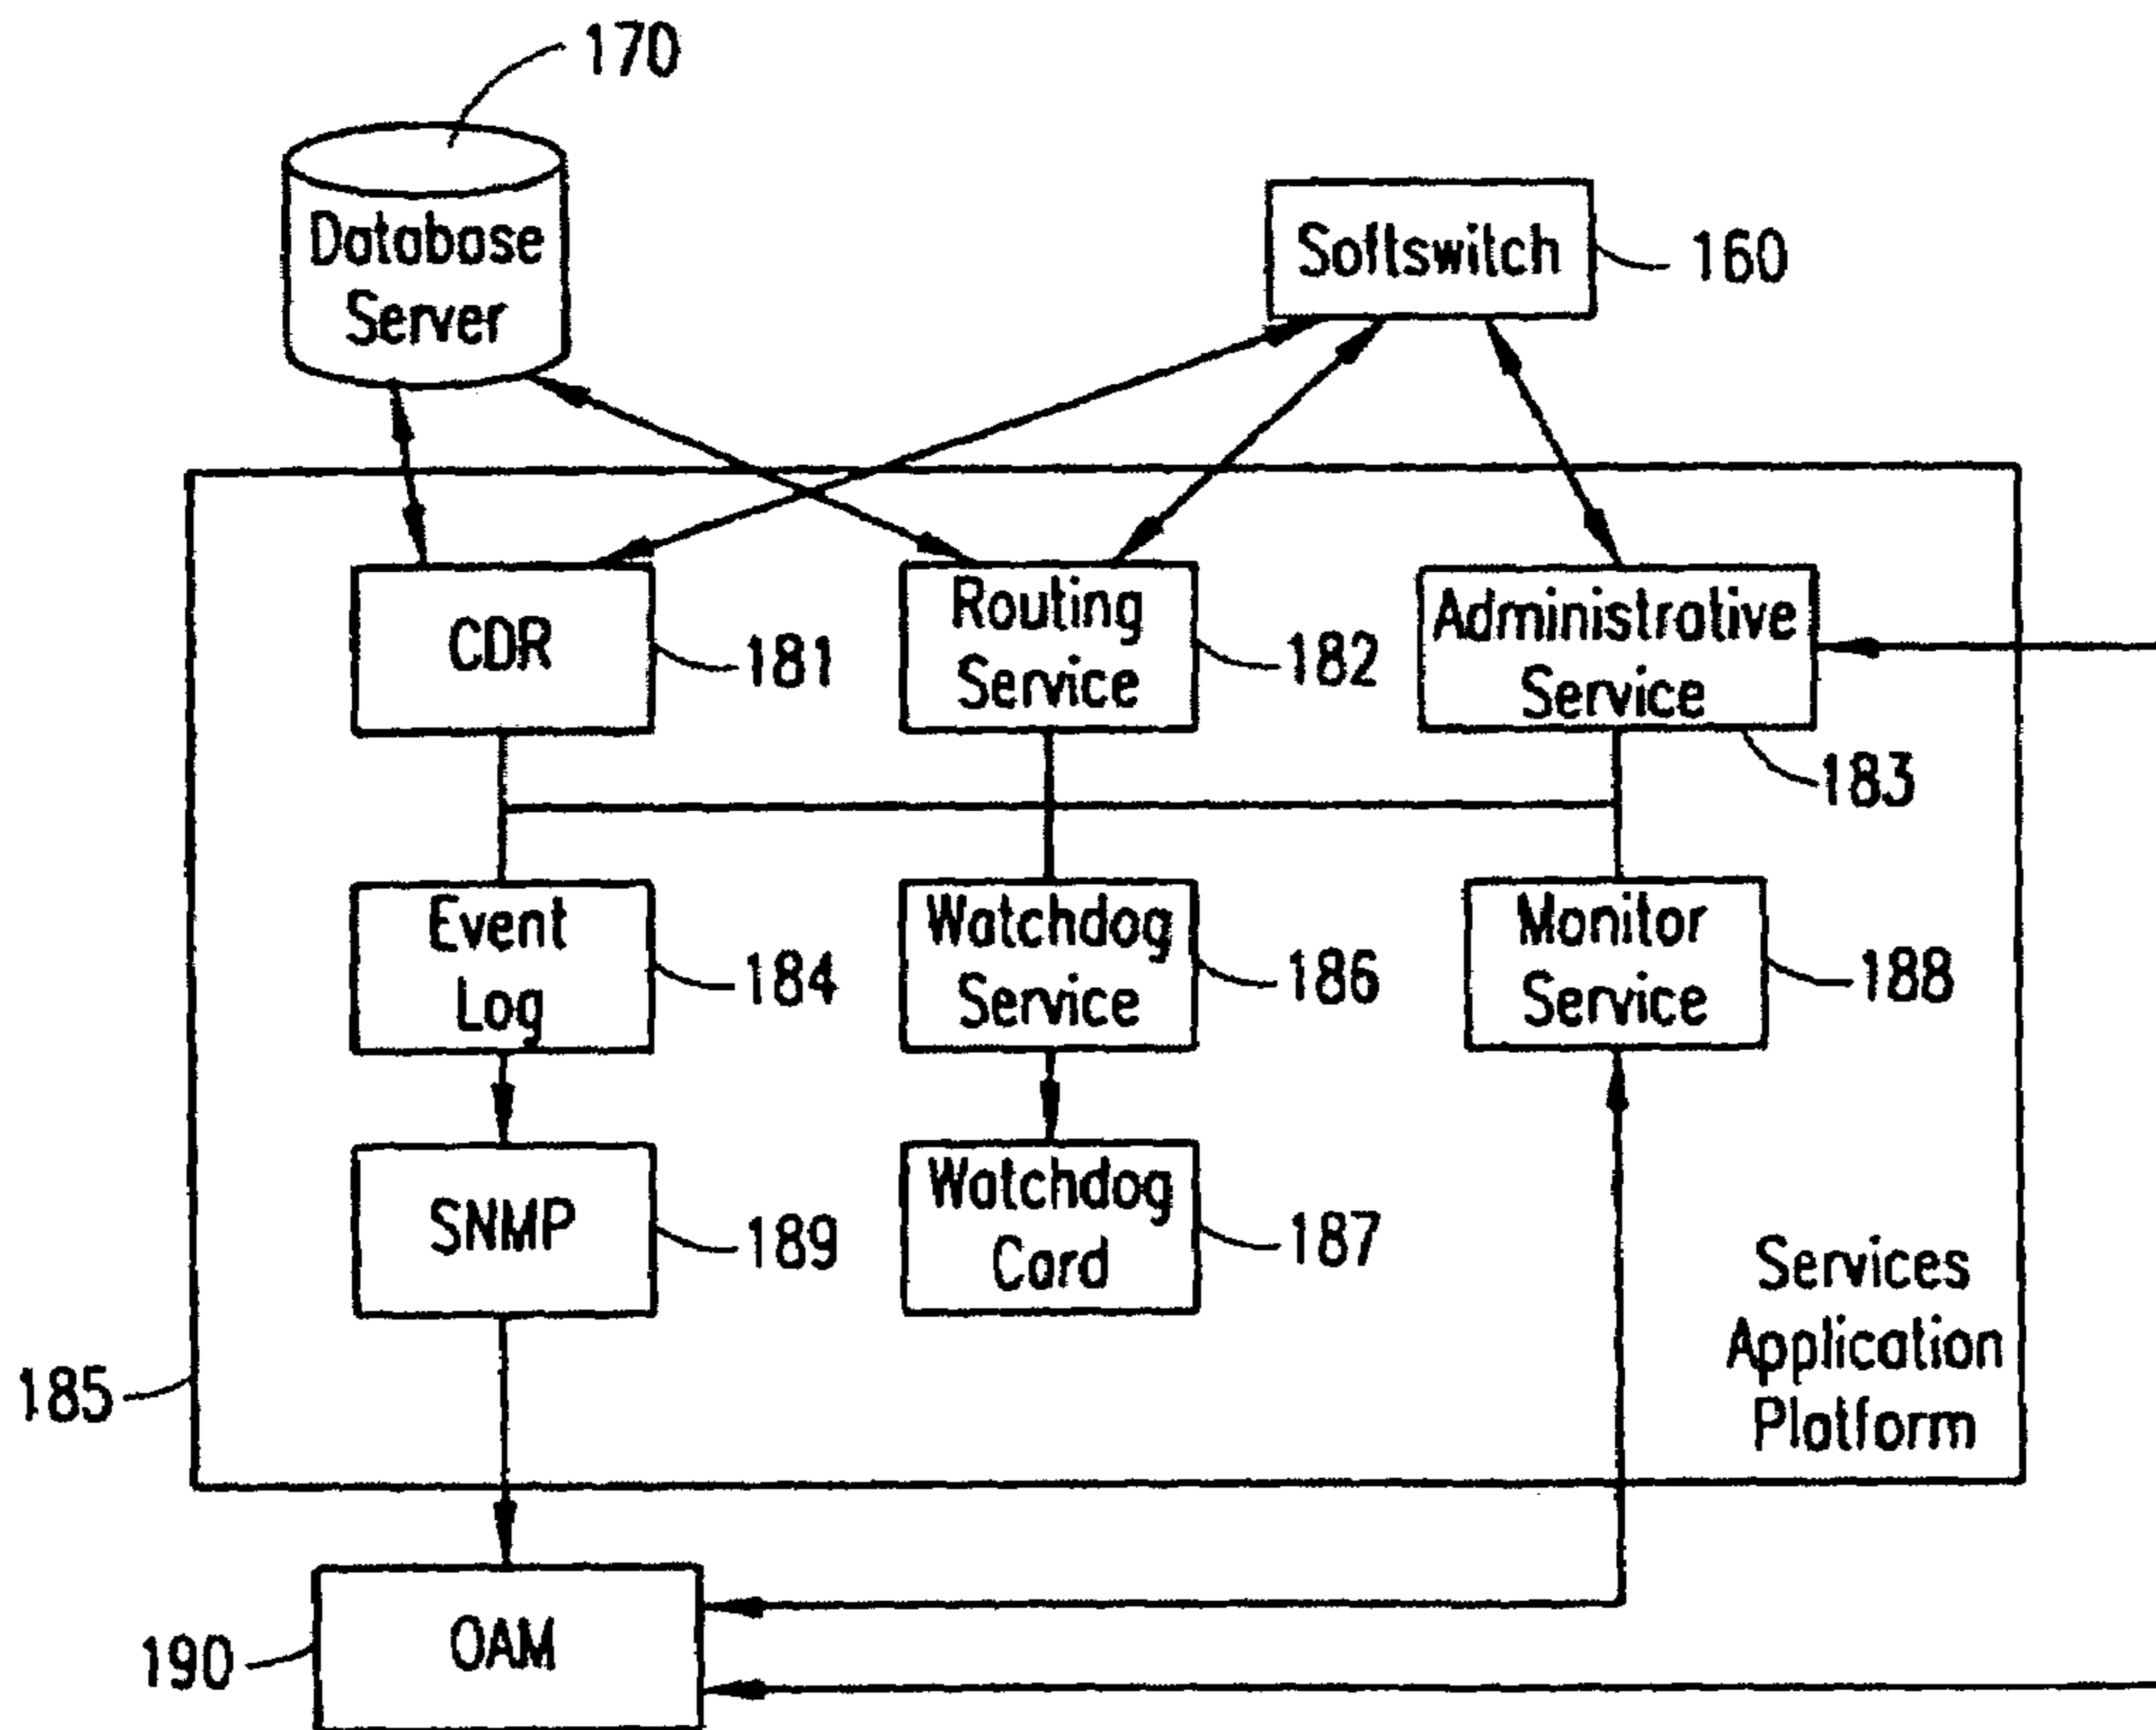 170
Database
Server
Softswitch
160
CDR
181
Routing
Service
182
Administrative
Service
183
Event
Log
184
Watchdog
Service
186
Monitor
Service
188
SNMP
189
Watchdog
Card
187
Services
Application
Platform
185
OAM
190